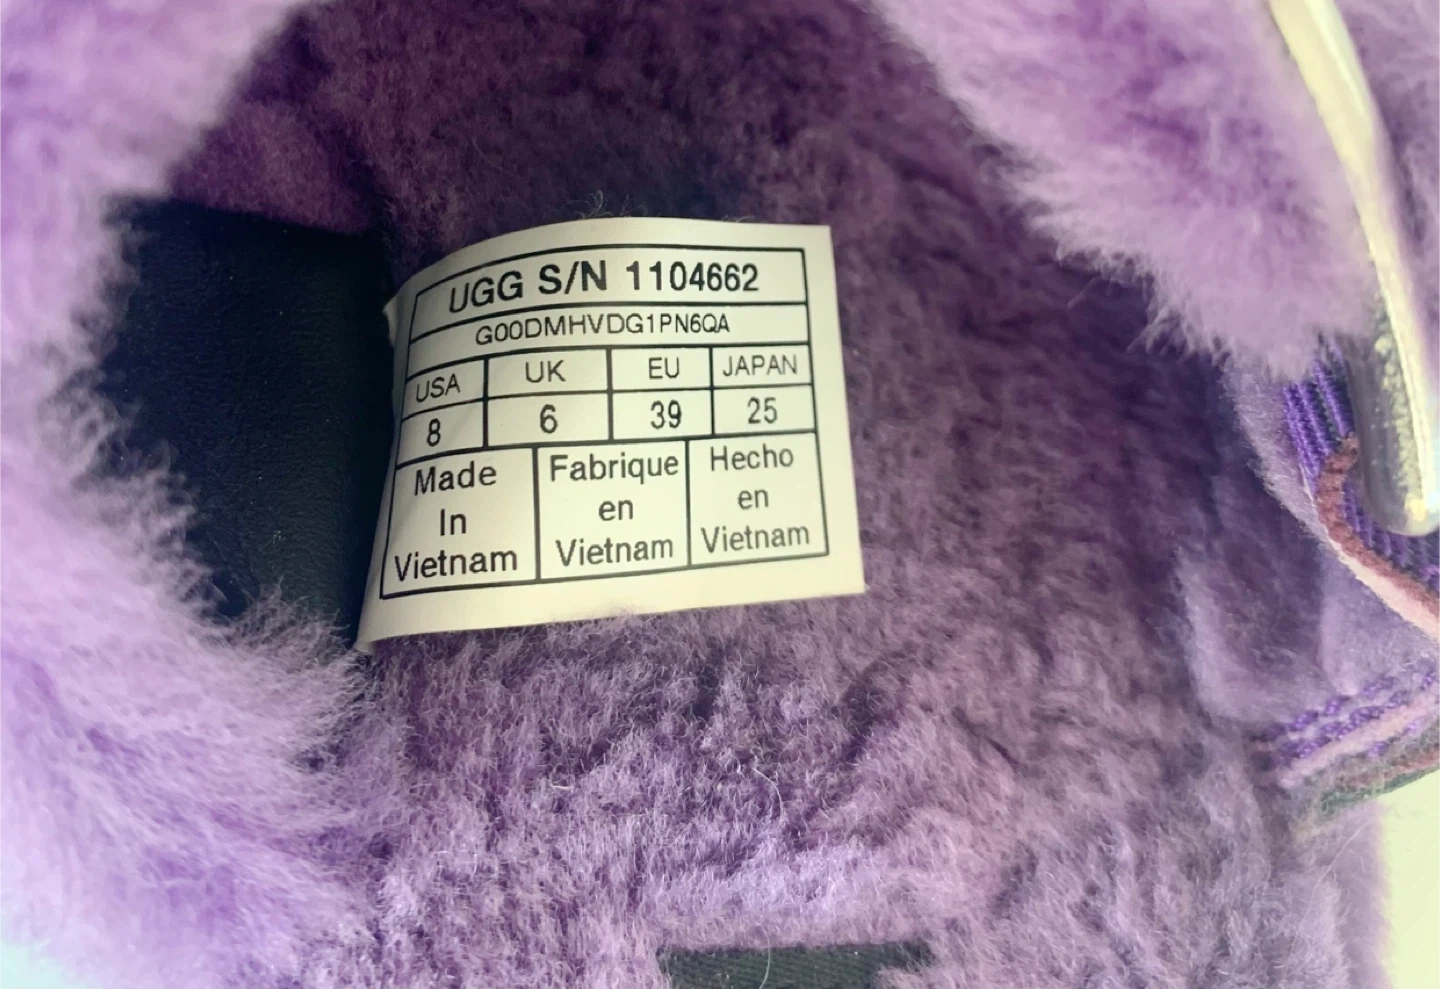 UGG S/N 1104662
G00DMHVDG1PN6QA
USA UK EU JAPAN
8 6 39 25
Made
In
Vietnam
Fabrique
en
Vietnam
Hecho
en
Vietnam